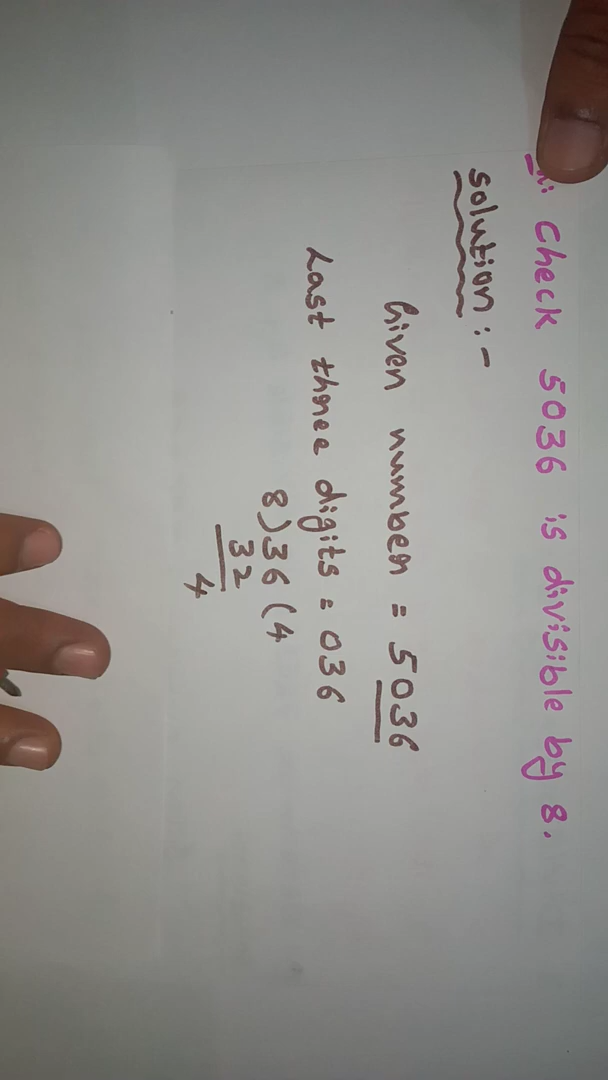 Check 5036 is divisible by 8.
Solution :-
Given number = 5036
Last three digits = 036
8)36(4
32
4